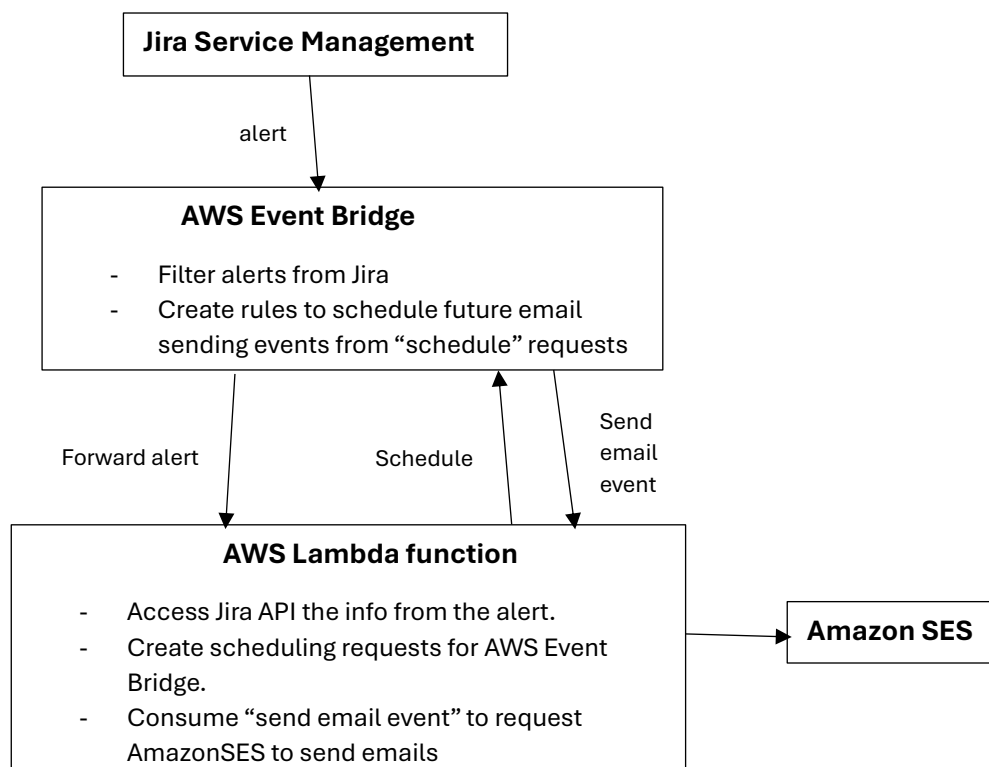 Jira Service Management
alert
AWS Event Bridge
- Filter alerts from Jira
- Create rules to schedule future email
sending events from “schedule” requests
Forward alert
Schedule
Send
email
event
AWS Lambda function
- Access Jira API the info from the alert.
- Create scheduling requests for AWS Event
Bridge.
- Consume “send email event” to request
AmazonSES to send emails
Amazon SES